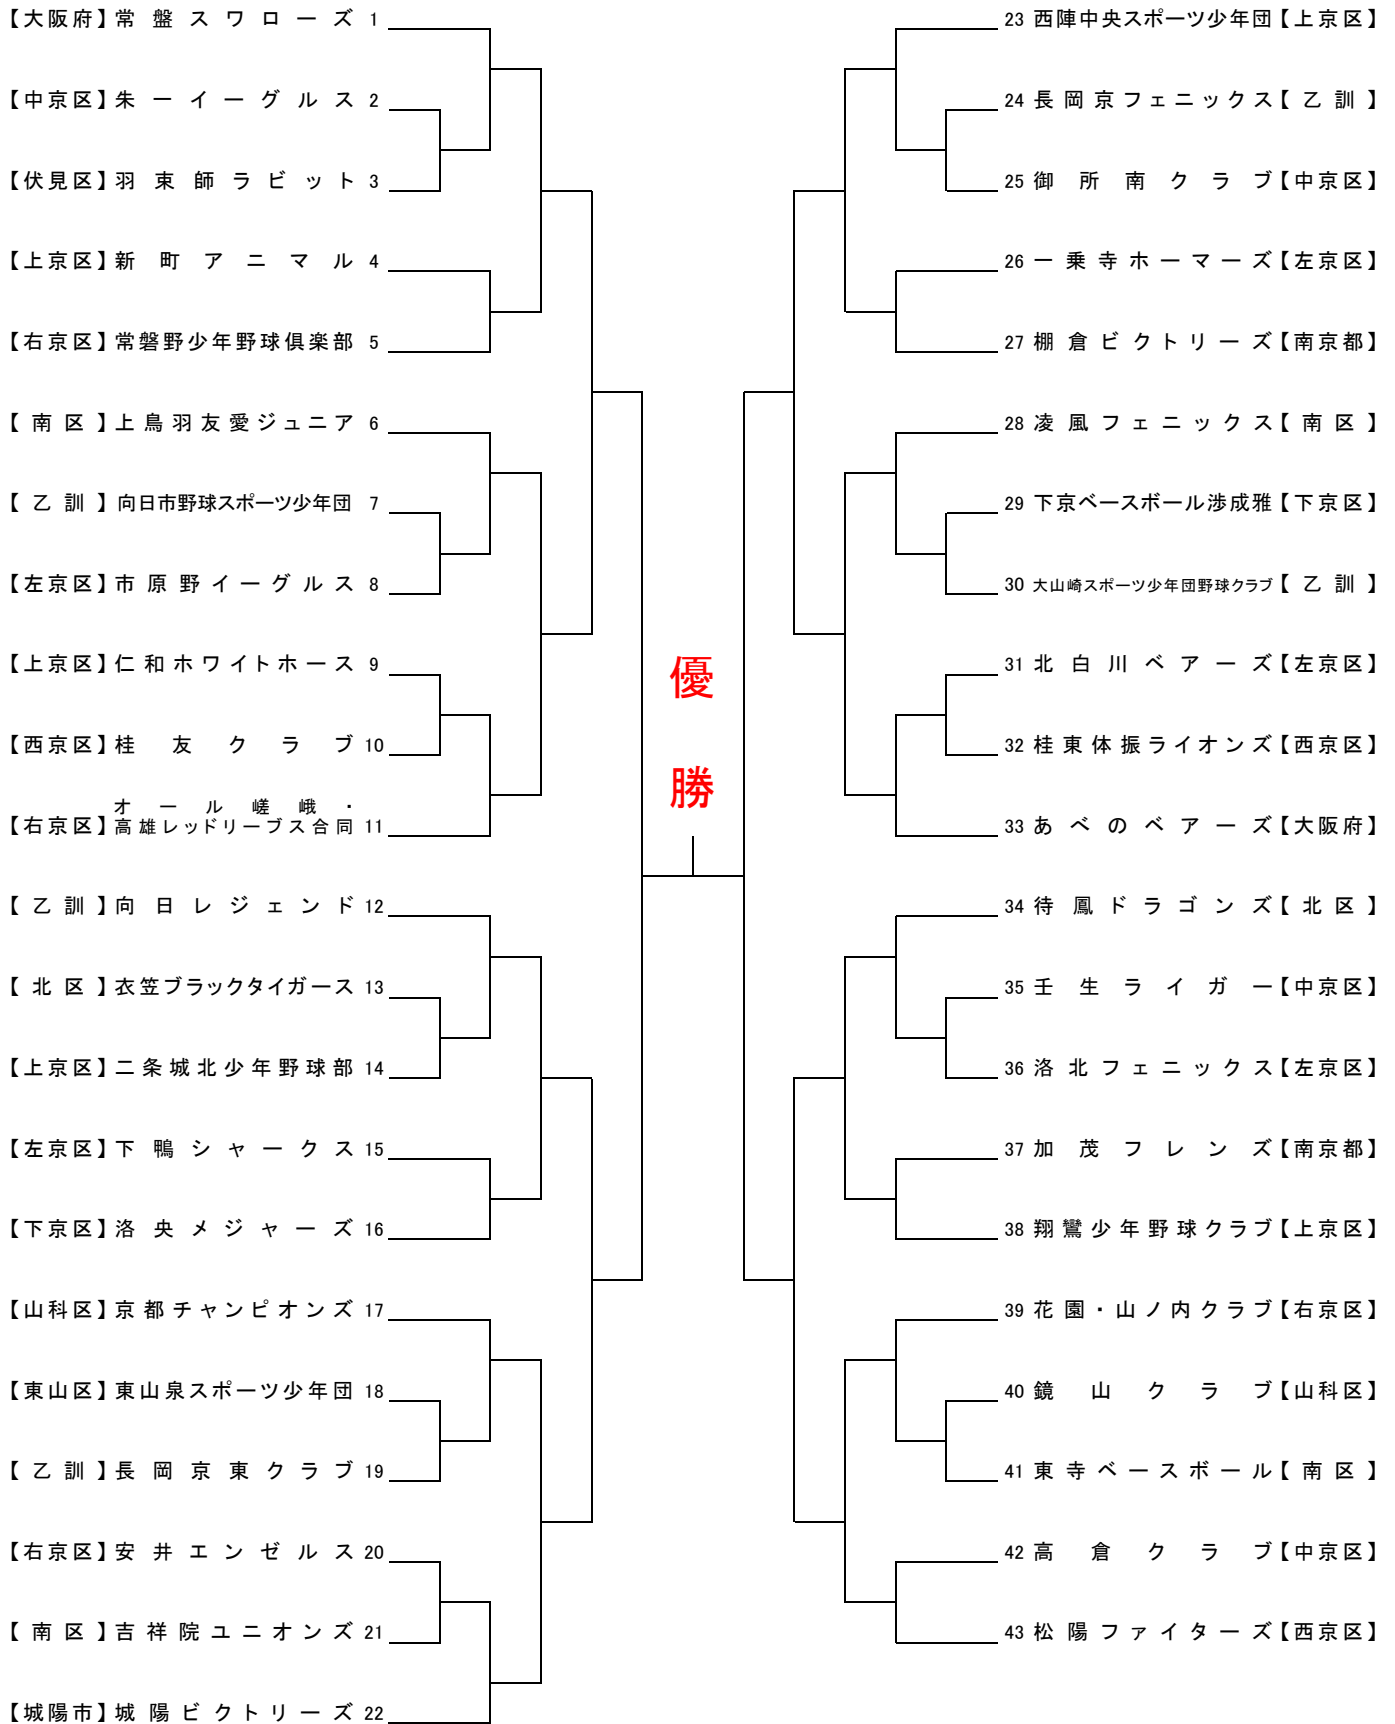 【大阪府】常盤スワローズ 1
【中京区】朱一イーグルス 2
【伏見区】羽束師ラビット 3
【上京区】新町アニマル 4
【右京区】常磐野少年野球倶楽部 5
【南区】上鳥羽友愛ジュニア 6
【乙訓】向日市野球スポーツ少年団 7
【左京区】市原野イーグルス 8
【上京区】仁和ホワイトホース 9
【西京区】桂友クラブ 10
オール嵯峨・
【右京区】高雄レッドリーブス合同 11
【乙訓】向日レジェンド 12
【北区】衣笠ブラックタイガース 13
【上京区】二条城北少年野球部 14
【左京区】下鴨シャークス 15
【下京区】洛央メジャーズ 16
【山科区】京都チャンピオンズ 17
【東山区】東山泉スポーツ少年団 18
【乙訓】長岡京東クラブ 19
【右京区】安井エンゼルス 20
【南区】吉祥院ユニオンズ 21
【城陽市】城陽ビクトリーズ 22
優
勝
23 西陣中央スポーツ少年団【上京区】
24 長岡京フェニックス【乙訓】
25 御所南クラブ【中京区】
26 一乗寺ホーマーズ【左京区】
27 棚倉ビクトリーズ【南京都】
28 凌風フェニックス【南区】
29 下京ベースボール渉成雅【下京区】
30 大山崎スポーツ少年団野球クラブ【乙訓】
31 北白川ベアーズ【左京区】
32 桂東体振ライオンズ【西京区】
33 あべのベアーズ【大阪府】
34 待鳳ドラゴンズ【北区】
35 壬生ライガー【中京区】
36 洛北フェニックス【左京区】
37 加茂フレンズ【南京都】
38 翔鸞少年野球クラブ【上京区】
39 花園・山ノ内クラブ【右京区】
40 鏡山クラブ【山科区】
41 東寺ベースボール【南区】
42 高倉クラブ【中京区】
43 松陽ファイターズ【西京区】